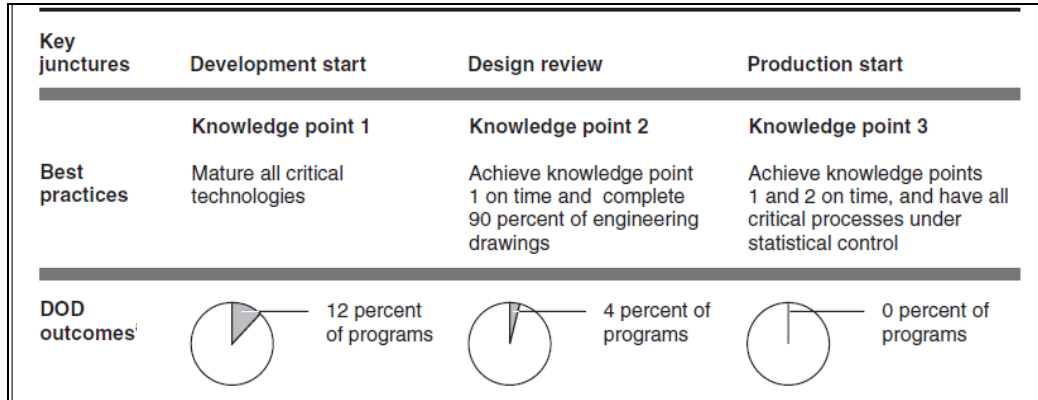 Key
junctures
Development start
Design review
Production start
Knowledge point 1
Knowledge point 2
Knowledge point 3
Best
practices
Mature all critical
technologies
Achieve knowledge point
1 on time and complete
90 percent of engineering
drawings
Achieve knowledge points
1 and 2 on time, and have all
critical processes under
statistical control
DOD
outcomes
12 percent
of programs
4 percent of
programs
0 percent of
programs